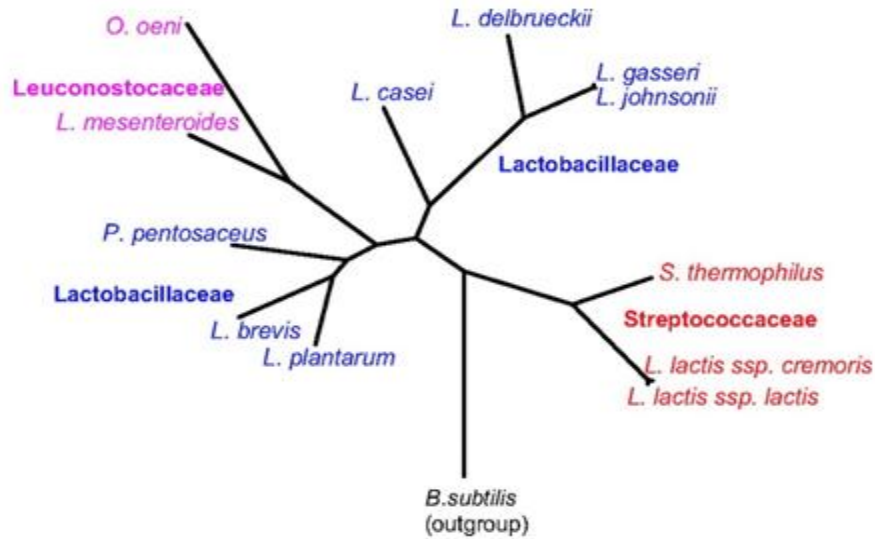 O. oeni
Leuconostocaceae
L. mesenteroides
L. casei
L. delbrueckii
L. gasseri
L. johnsonii
Lactobacillaceae
P. pentosaceus
Lactobacillaceae
L. brevis
L. plantarum
S. thermophilus
Streptococcaceae
L. lactis ssp. cremoris
L. lactis ssp. lactis
B.subtilis
(outgroup)